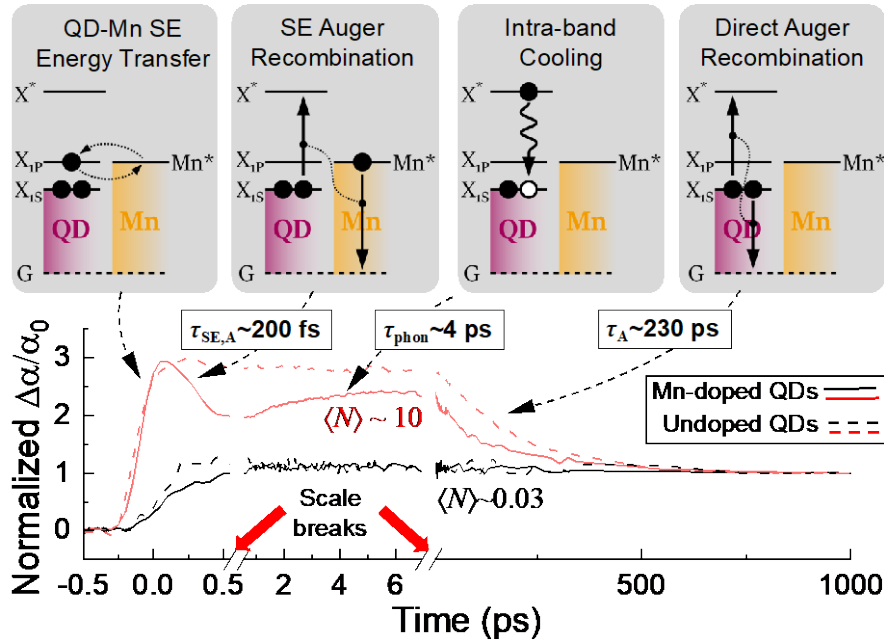 QD-Mn SE
Energy Transfer
X*
X1P
X1S
G
Mn*
QD
Mn
SE Auger
Recombination
X*
X1P
X1S
G
Mn*
QD
Mn
Intra-band
Cooling
X*
X1P
X1S
G
Mn*
QD
Mn
Direct Auger
Recombination
X*
X1P
X1S
G
Mn*
QD
Mn
τSE,A~200 fs
τphon~4 ps
τA~230 ps
Normalized Δα/α0
3
2
1
0
⟨N⟩ ~ 10
⟨N⟩~0.03
Mn-doped QDs
Undoped QDs
Scale
breaks
-0.5 0.0 0.5 2 4 6 500 1000
Time (ps)